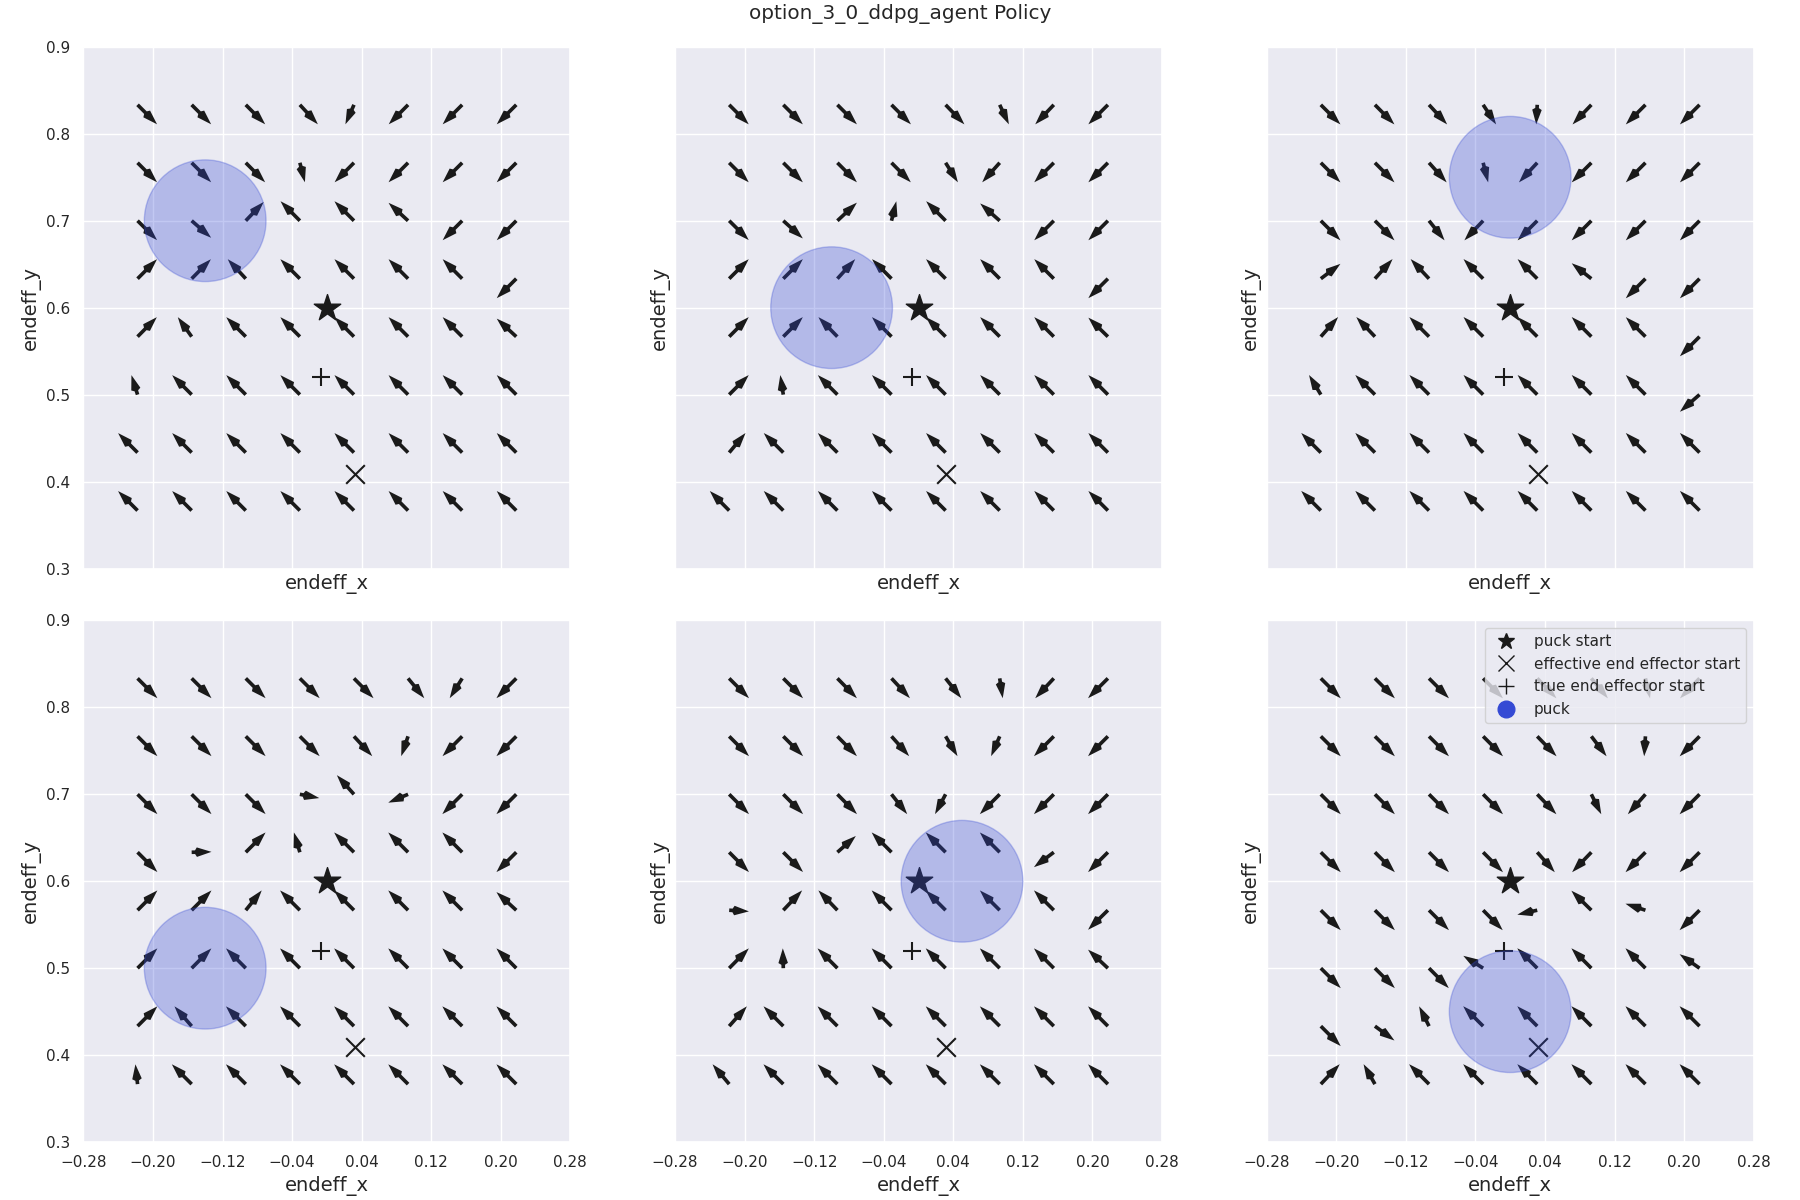 option_3_0_ddpg_agent Policy
0.9
0.8
0.7
0.6
0.5
0.4
0.3
endeff_y
endeff_x
endeff_y
endeff_x
endeff_y
endeff_x
0.9
0.8
0.7
0.6
0.5
0.4
0.3
endeff_y
−0.28 −0.20 −0.12 −0.04 0.04 0.12 0.20 0.28
endeff_x
endeff_y
−0.28 −0.20 −0.12 −0.04 0.04 0.12 0.20 0.28
endeff_x
puck start
effective end effector start
true end effector start
puck
endeff_y
−0.28 −0.20 −0.12 −0.04 0.04 0.12 0.20 0.28
endeff_x